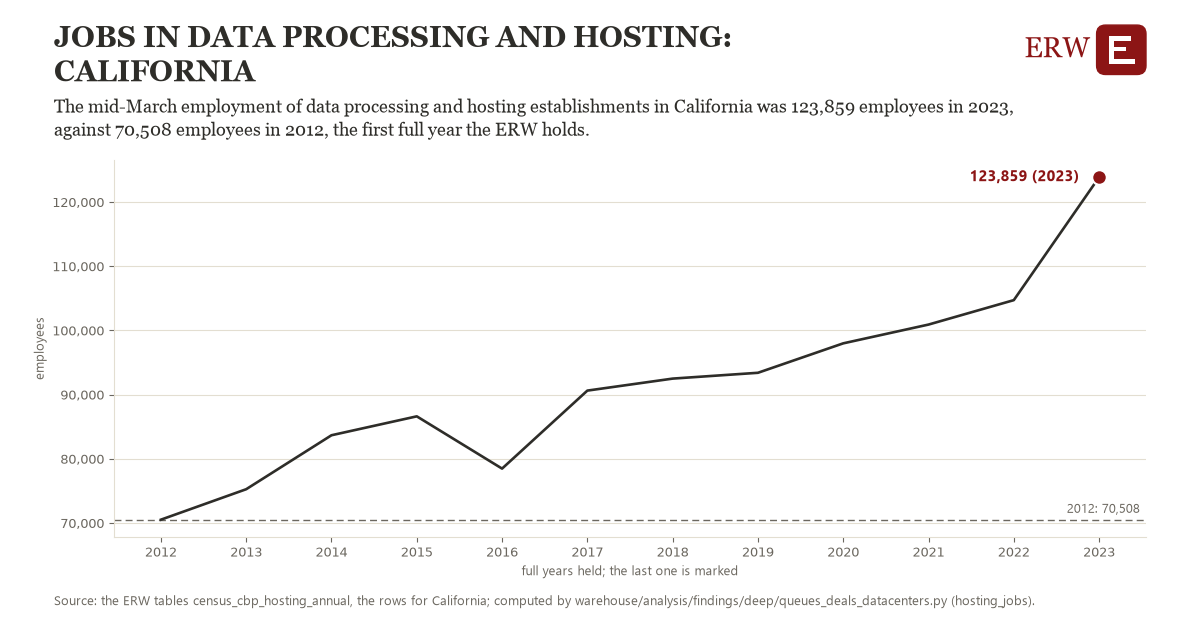 JOBS IN DATA PROCESSING AND HOSTING:
CALIFORNIA
ERW E
The mid-March employment of data processing and hosting establishments in California was 123,859 employees in 2023,
against 70,508 employees in 2012, the first full year the ERW holds.
123,859 (2023)
120,000
110,000
100,000
90,000
80,000
70,000
employees
2012: 70,508
2012 2013 2014 2015 2016 2017 2018 2019 2020 2021 2022 2023
full years held; the last one is marked
Source: the ERW tables census_cbp_hosting_annual, the rows for California; computed by warehouse/analysis/findings/deep/queues_deals_datacenters.py (hosting_jobs).